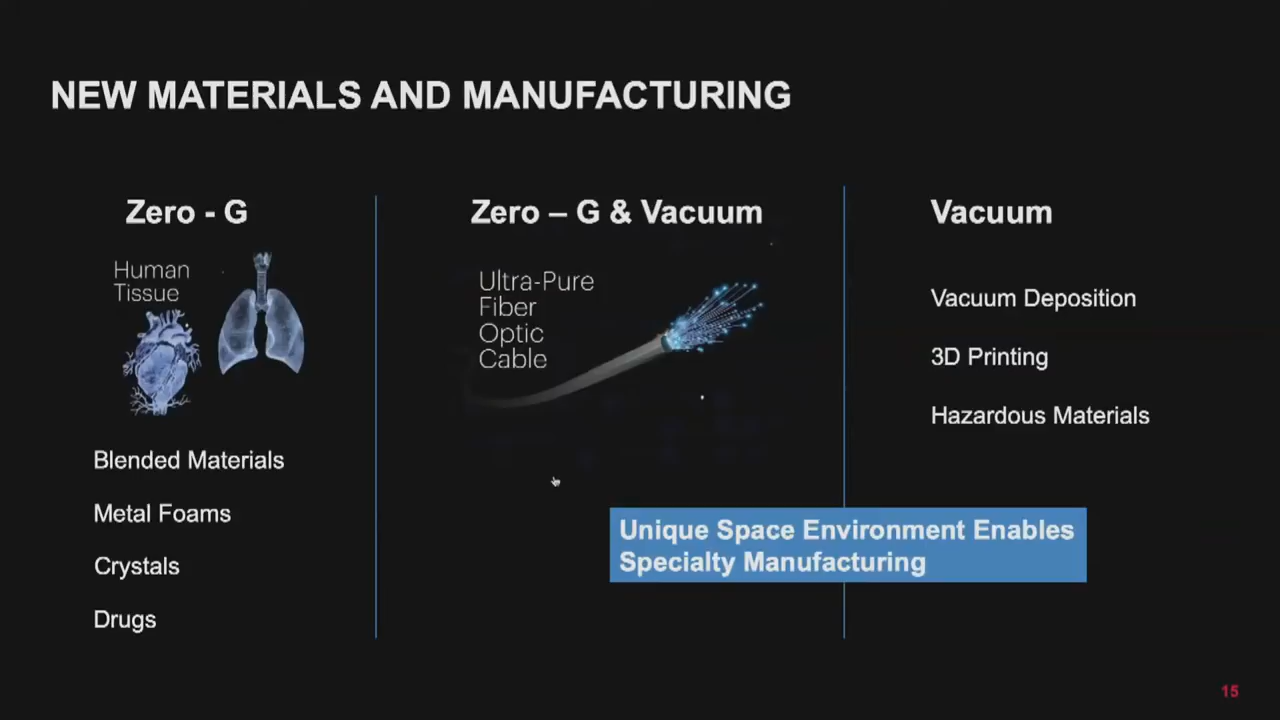 NEW MATERIALS AND MANUFACTURING
Zero - G
Human
Tissue
Blended Materials
Metal Foams
Crystals
Drugs
Zero – G & Vacuum
Ultra-Pure
Fiber
Optic
Cable
Vacuum
Vacuum Deposition
3D Printing
Hazardous Materials
Unique Space Environment Enables
Specialty Manufacturing
15